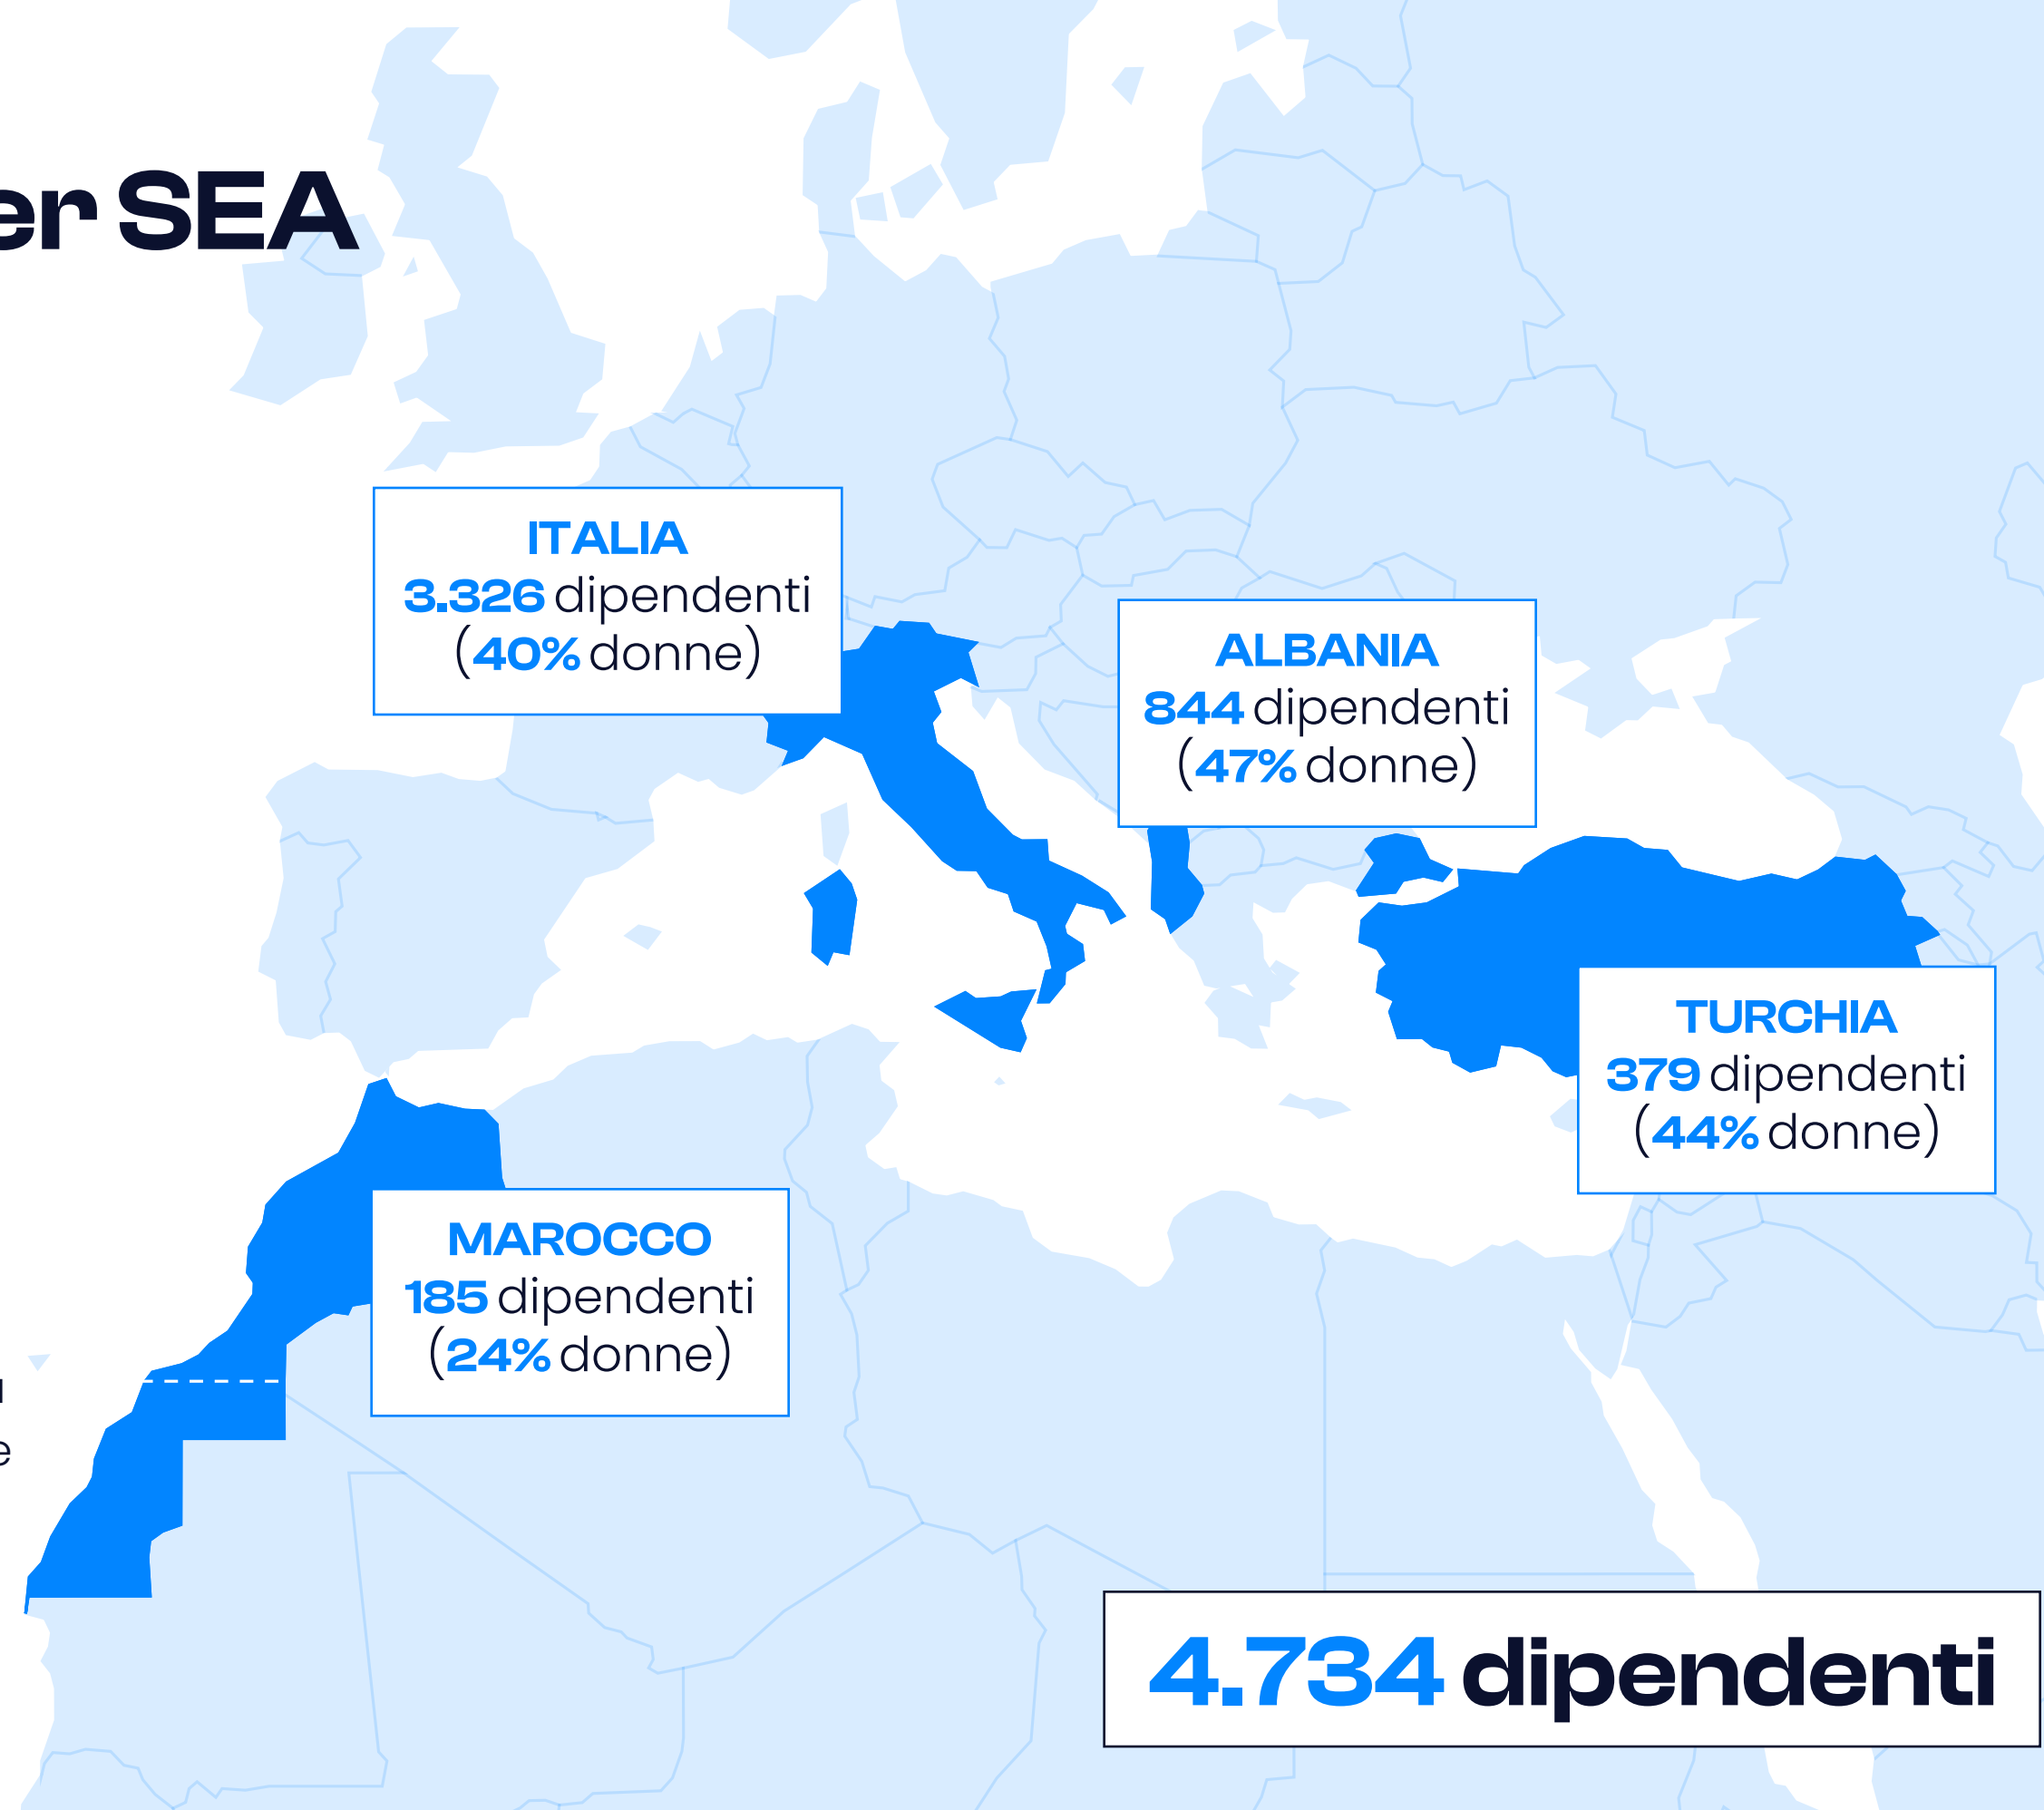 er SEA
ITALIA
3.326 dipendenti
(40% donne)
ALBANIA
844 dipendenti
(47% donne)
TURCHIA
379 dipendenti
(44% donne)
MAROCCO
185 dipendenti
(24% donne)
e
4.734 dipendenti